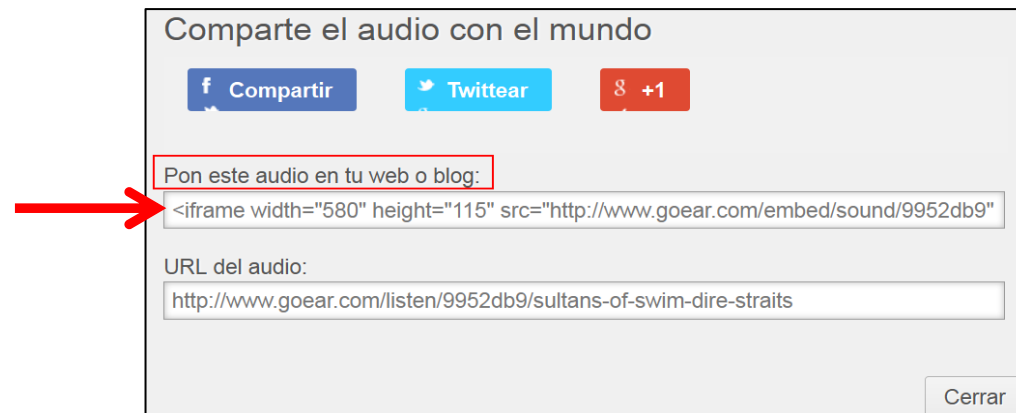 Comparte el audio con el mundo
Compartir Twittear +1
Pon este audio en tu web o blog:
<iframe width="580" height="115" src="http://www.goear.com/embed/sound/9952db9"
URL del audio:
http://www.goear.com/listen/9952db9/sultans-of-swim-dire-straits
Cerrar